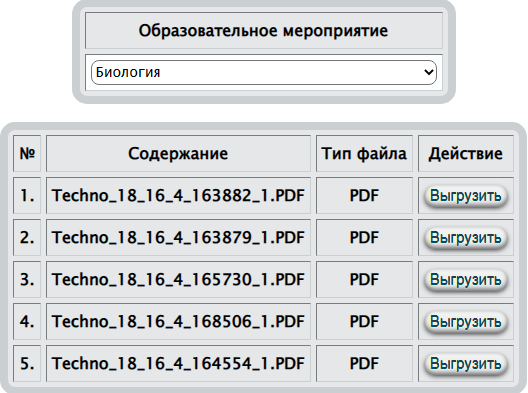 Образовательное мероприятие
Биология
№ Содержание Тип файла Действие
1. Techno_18_16_4_163882_1.PDF PDF Выгрузить
2. Techno_18_16_4_163879_1.PDF PDF Выгрузить
3. Techno_18_16_4_165730_1.PDF PDF Выгрузить
4. Techno_18_16_4_168506_1.PDF PDF Выгрузить
5. Techno_18_16_4_164554_1.PDF PDF Выгрузить